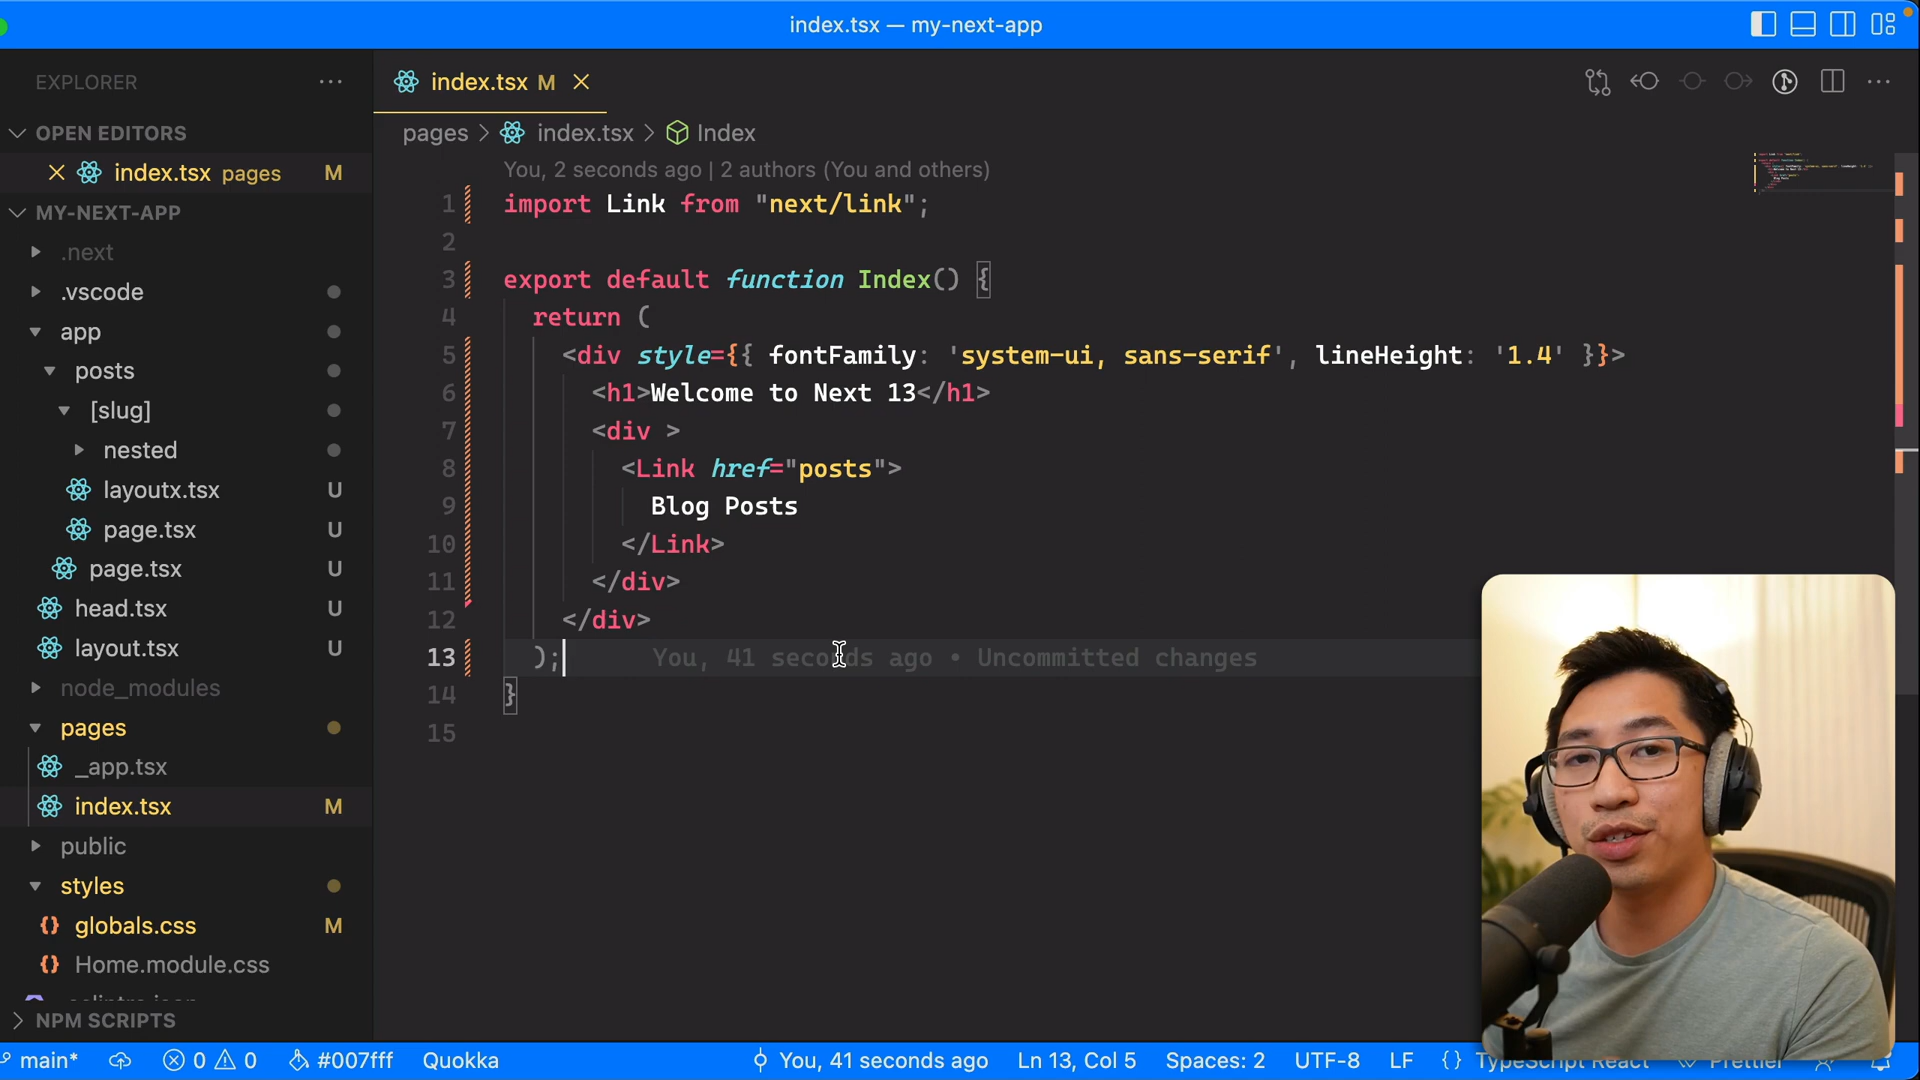 index.tsx — my-next-app
EXPLORER
OPEN EDITORS
index.tsx pages M
MY-NEXT-APP
.next
.vscode
app
posts
[slug]
nested
layoutx.tsx U
page.tsx U
page.tsx U
head.tsx U
layout.tsx U
node_modules
pages
_app.tsx
index.tsx M
public
styles
globals.css M
Home.module.css
NPM SCRIPTS
index.tsx M
pages > index.tsx > Index
You, 2 seconds ago | 2 authors (You and others)
1 import Link from "next/link";
2
3 export default function Index() {
4 return (
5 <div style={{ fontFamily: 'system-ui, sans-serif', lineHeight: '1.4' }}>
6 <h1>Welcome to Next 13</h1>
7 <div >
8 <Link href="posts">
9 Blog Posts
10 </Link>
11 </div>
12 </div>
13 ); You, 41 seconds ago • Uncommitted changes
14 }
15
main* 0 0 #007fff Quokka You, 41 seconds ago Ln 13, Col 5 Spaces: 2 UTF-8 LF {} TypeScript React Prettier